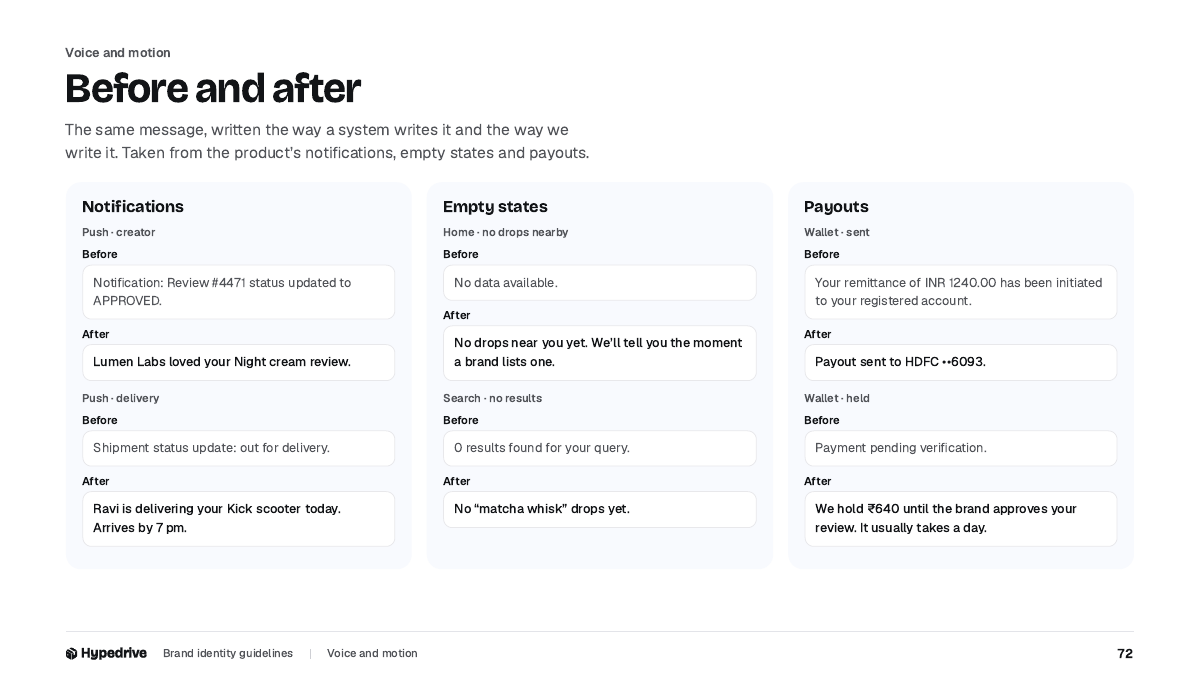 Voice and motion
Before and after
The same message, written the way a system writes it and the way we
write it. Taken from the product's notifications, empty states and payouts.
Notifications
Push · creator
Before
Notification: Review #4471 status updated to
APPROVED.
After
Lumen Labs loved your Night cream review.
Push · delivery
Before
Shipment status update: out for delivery.
After
Ravi is delivering your Kick scooter today.
Arrives by 7 pm.
Empty states
Home · no drops nearby
Before
No data available.
After
No drops near you yet. We'll tell you the moment
a brand lists one.
Search · no results
Before
0 results found for your query.
After
No “matcha whisk” drops yet.
Payouts
Wallet · sent
Before
Your remittance of INR 1240.00 has been initiated
to your registered account.
After
Payout sent to HDFC ••6093.
Wallet · held
Before
Payment pending verification.
After
We hold ₹640 until the brand approves your
review. It usually takes a day.
Hypedrive
Brand identity guidelines
Voice and motion
72